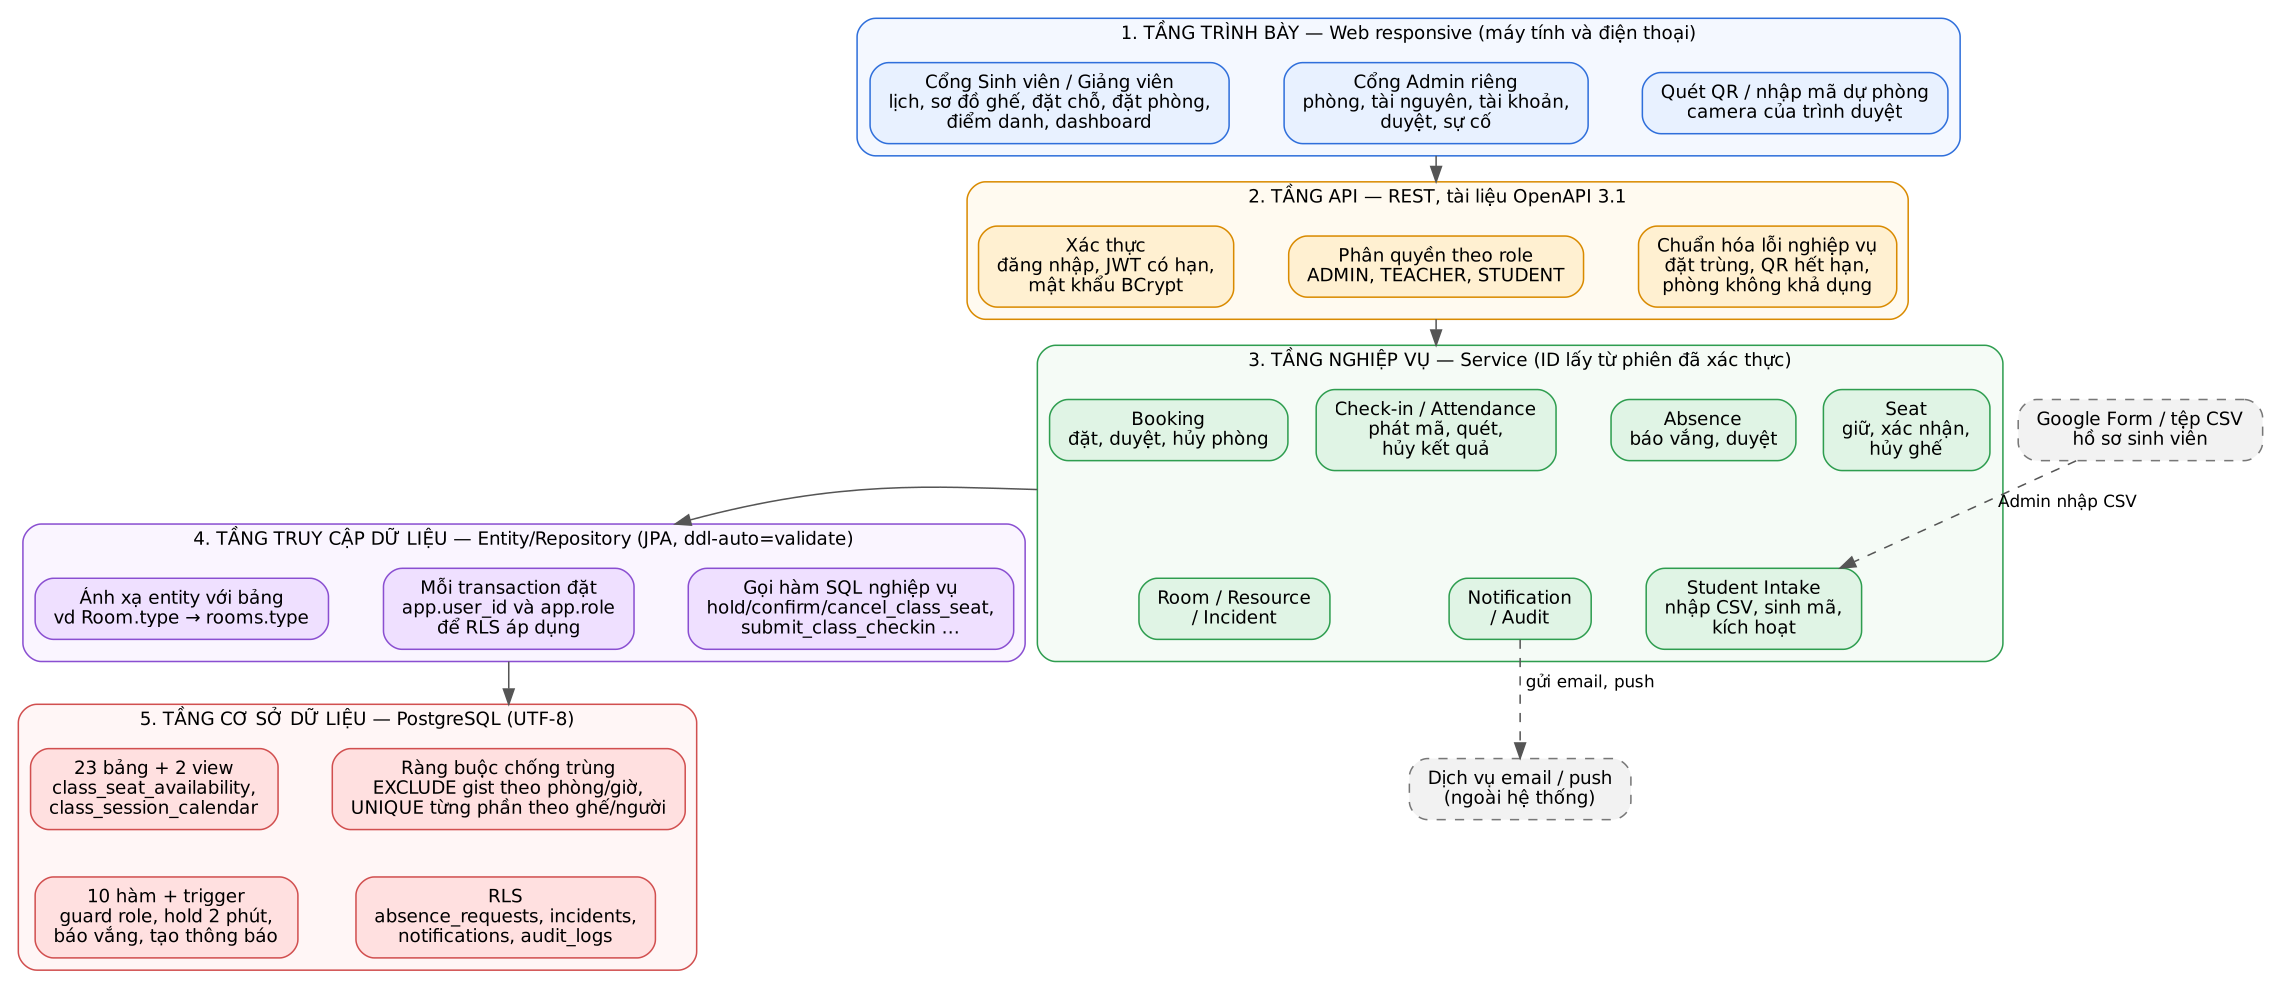 1. TẦNG TRÌNH BÀY — Web responsive (máy tính và điện thoại)
Cổng Sinh viên / Giảng viên
lịch, sơ đồ ghế, đặt chỗ, đặt phòng,
điểm danh, dashboard
Cổng Admin riêng
phòng, tài nguyên, tài khoản,
duyệt, sự cố
Quét QR / nhập mã dự phòng
camera của trình duyệt
2. TẦNG API — REST, tài liệu OpenAPI 3.1
Xác thực
đăng nhập, JWT có hạn,
mật khẩu BCrypt
Phân quyền theo role
ADMIN, TEACHER, STUDENT
Chuẩn hóa lỗi nghiệp vụ
đặt trùng, QR hết hạn,
phòng không khả dụng
3. TẦNG NGHIỆP VỤ — Service (ID lấy từ phiên đã xác thực)
Booking
đặt, duyệt, hủy phòng
Check-in / Attendance
phát mã, quét,
hủy kết quả
Absence
báo vắng, duyệt
Seat
giữ, xác nhận,
hủy ghế
Google Form / tệp CSV
hồ sơ sinh viên
Admin nhập CSV
Room / Resource
/ Incident
Notification
/ Audit
Student Intake
nhập CSV, sinh mã,
kích hoạt
4. TẦNG TRUY CẬP DỮ LIỆU — Entity/Repository (JPA, ddl-auto=validate)
Ánh xạ entity với bảng
vd Room.type → rooms.type
Mỗi transaction đặt
app.user_id và app.role
để RLS áp dụng
Gọi hàm SQL nghiệp vụ
hold/confirm/cancel_class_seat,
submit_class_checkin ...
gửi email, push
Dịch vụ email / push
(ngoài hệ thống)
5. TẦNG CƠ SỞ DỮ LIỆU — PostgreSQL (UTF-8)
23 bảng + 2 view
class_seat_availability,
class_session_calendar
Ràng buộc chống trùng
EXCLUDE gist theo phòng/giờ,
UNIQUE từng phần theo ghế/người
10 hàm + trigger
guard role, hold 2 phút,
báo vắng, tạo thông báo
RLS
absence_requests, incidents,
notifications, audit_logs